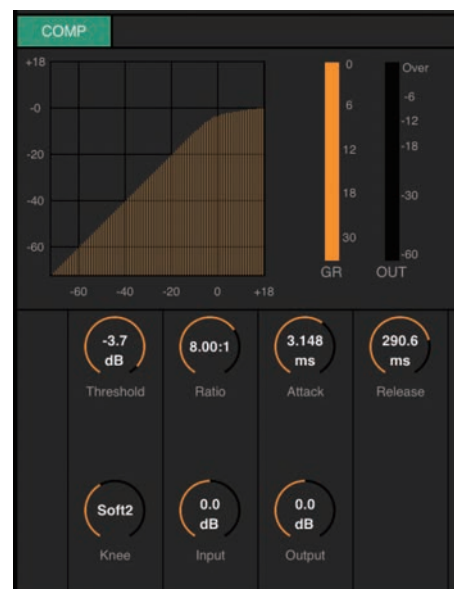 COMP
+18
-0
-20
-40
-60
-60 -40 -20 0 +18
0
6
12
18
30
GR
Over
-6
-12
-18
-30
-60
OUT
-3.7 dB
Threshold
8.00:1
Ratio
3.148 ms
Attack
290.6 ms
Release
Soft2
Knee
0.0 dB
Input
0.0 dB
Output